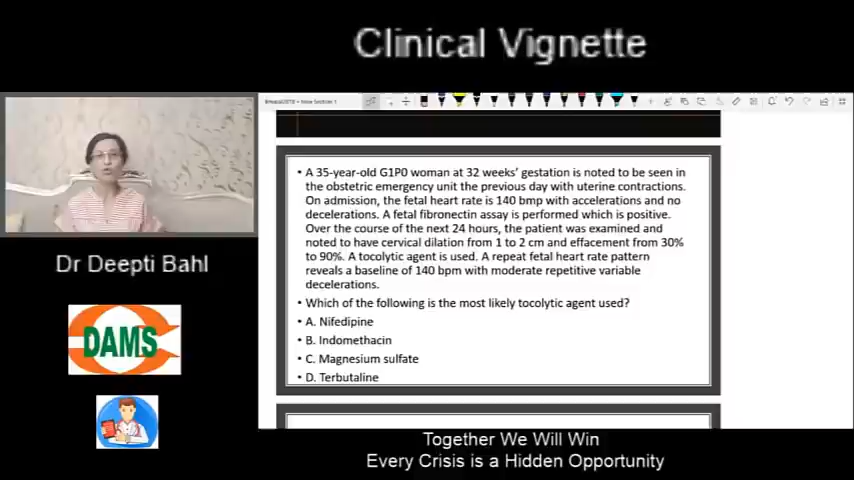 Clinical Vignette
• A 35-year-old G1P0 woman at 32 weeks' gestation is noted to be seen in
the obstetric emergency unit the previous day with uterine contractions.
On admission, the fetal heart rate is 140 bmp with accelerations and no
decelerations. A fetal fibronectin assay is performed which is positive.
Over the course of the next 24 hours, the patient was examined and
noted to have cervical dilation from 1 to 2 cm and effacement from 30%
to 90%. A tocolytic agent is used. A repeat fetal heart rate pattern
reveals a baseline of 140 bpm with moderate repetitive variable
decelerations.
• Which of the following is the most likely tocolytic agent used?
• A. Nifedipine
• B. Indomethacin
• C. Magnesium sulfate
• D. Terbutaline
Dr Deepti Bahl
DAMS
Together We Will Win
Every Crisis is a Hidden Opportunity